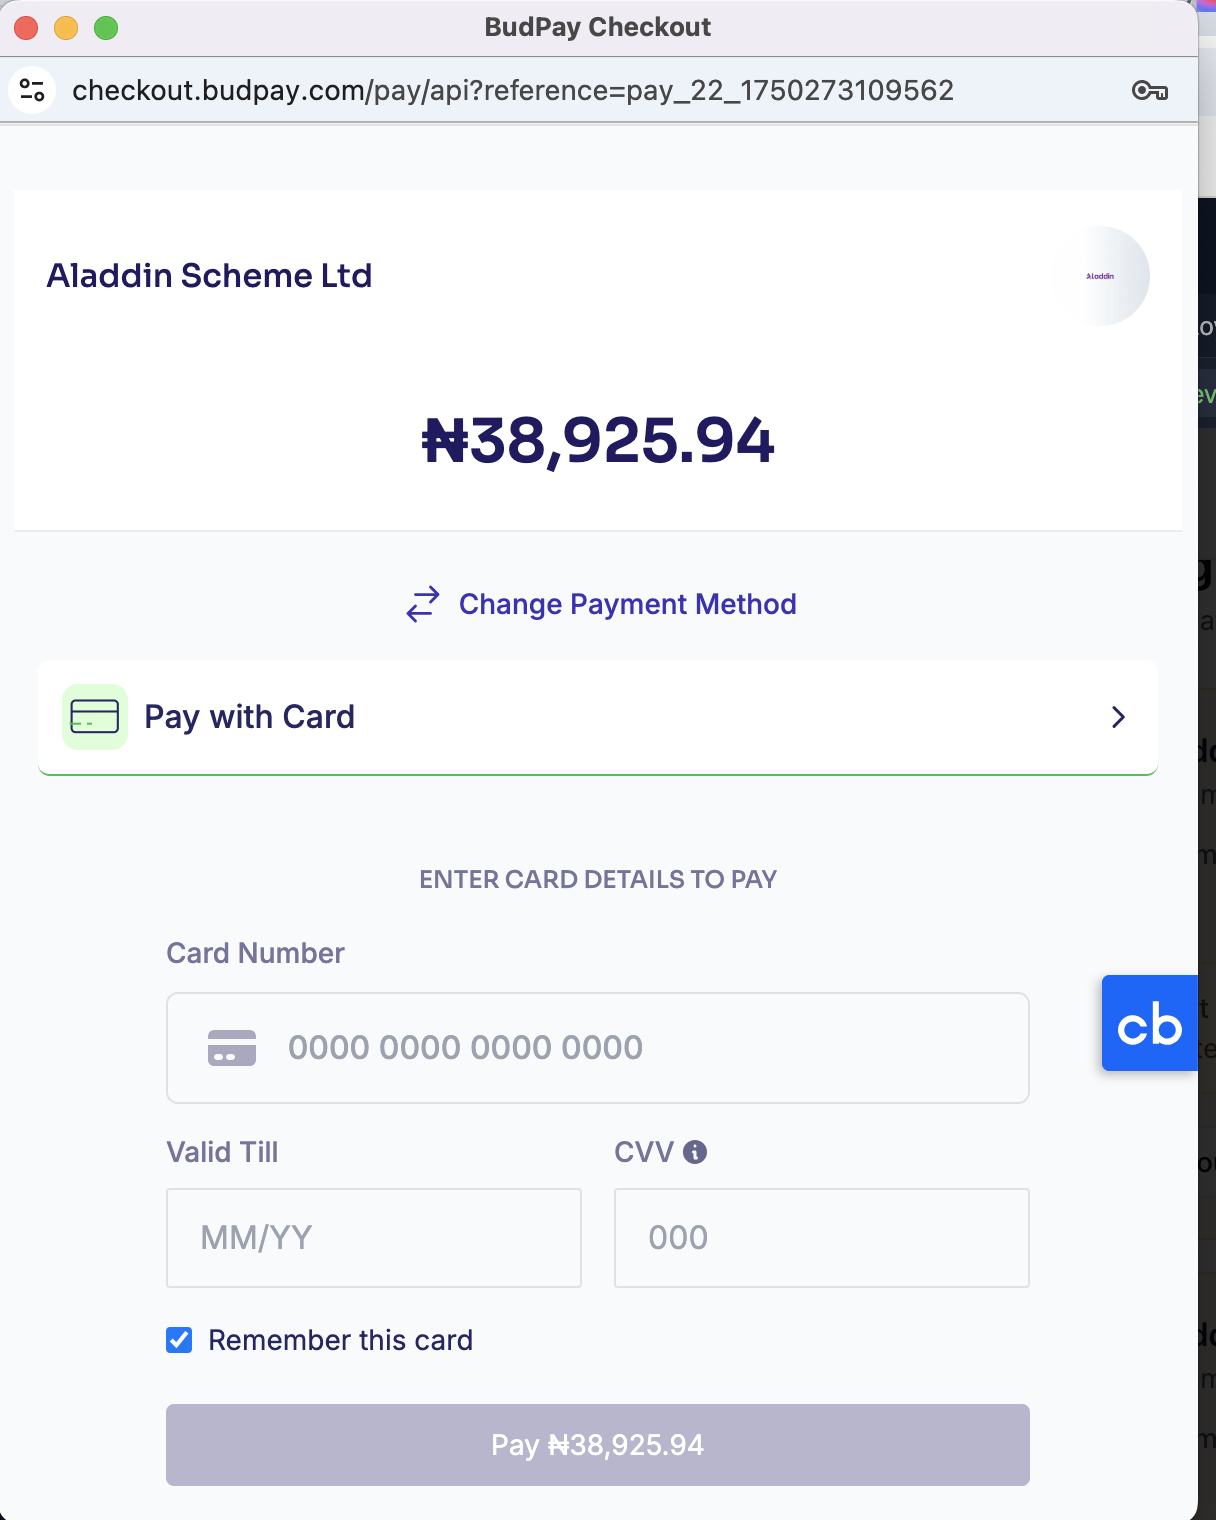 BudPay Checkout
checkout.budpay.com/pay/api?reference=pay_22_1750273109562
Aladdin Scheme Ltd
Aladdin
₦38,925.94
Change Payment Method
Pay with Card
ENTER CARD DETAILS TO PAY
Card Number
0000 0000 0000 0000
cb
Valid Till
CVV
MM/YY
000
Remember this card
Pay ₦38,925.94